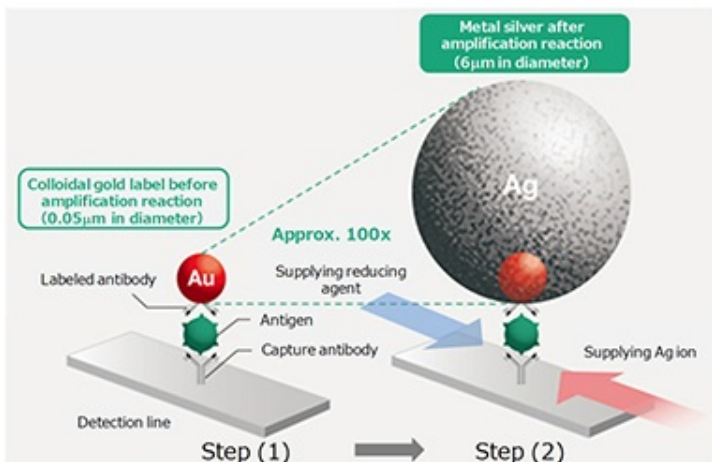 Metal silver after
amplification reaction
(6μm in diameter)
Colloidal gold label before
amplification reaction
(0.05μm in diameter)
Ag
Approx. 100x
Au
Labeled antibody
Supplying reducing
agent
Antigen
Capture antibody
Supplying Ag ion
Detection line
Step (1)
Step (2)